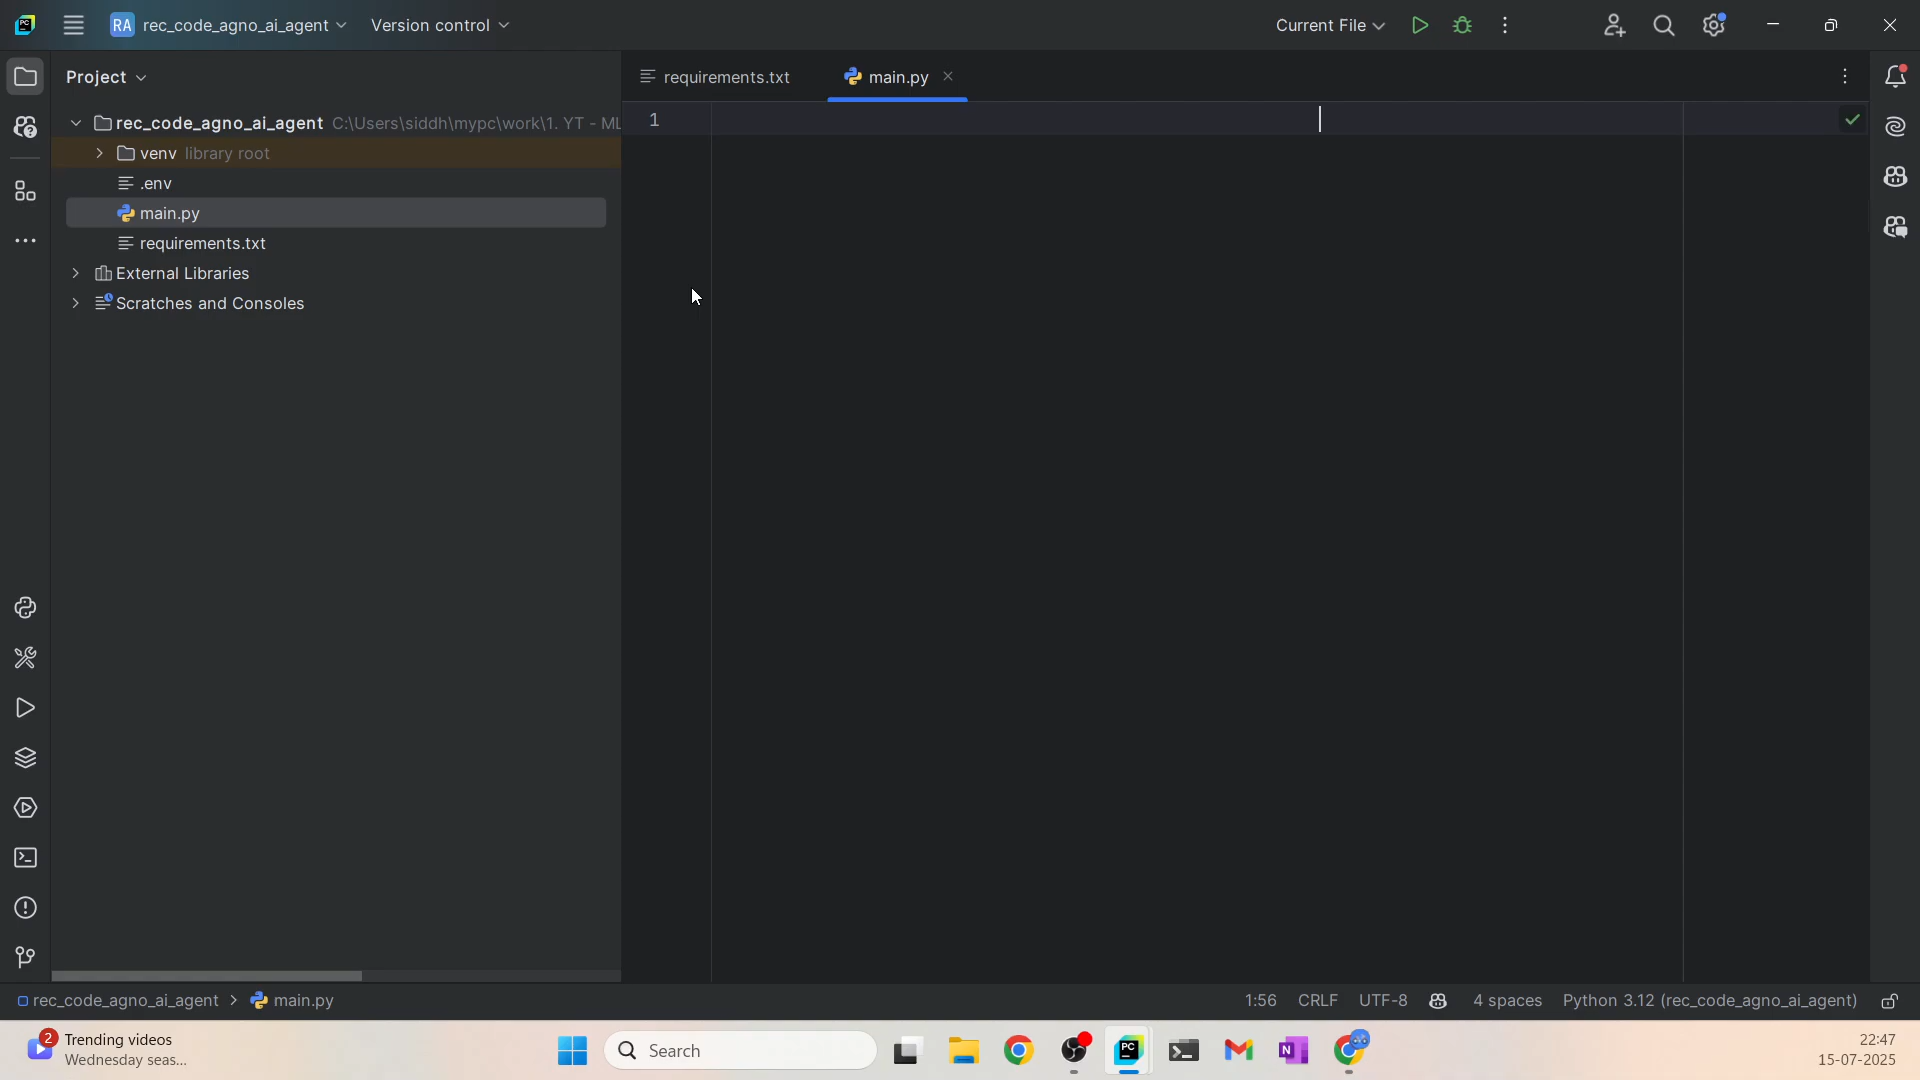 RA rec_code_agno_ai_agent Version control Current File
Project
requirements.txt main.py
rec_code_agno_ai_agent C:\Users\siddh\mypc\work\1. YT - ML
venv library root
.env
main.py
requirements.txt
External Libraries
Scratches and Consoles
1
rec_code_agno_ai_agent > main.py 1:56 CRLF UTF-8 4 spaces Python 3.12 (rec_code_agno_ai_agent)
2 Trending videos
Wednesday seas...
Search
PC
N
22:47
15-07-2025